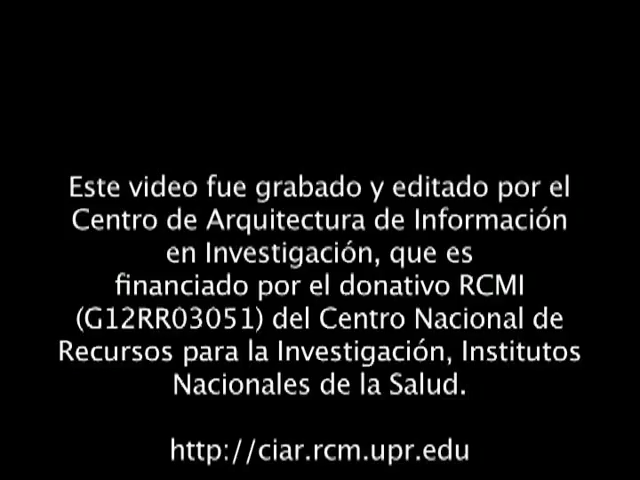 Este video fue grabado y editado por el
Centro de Arquitectura de Información
en Investigación, que es
financiado por el donativo RCMI
(G12RR03051) del Centro Nacional de
Recursos para la Investigación, Institutos
Nacionales de la Salud.
http://ciar.rcm.upr.edu